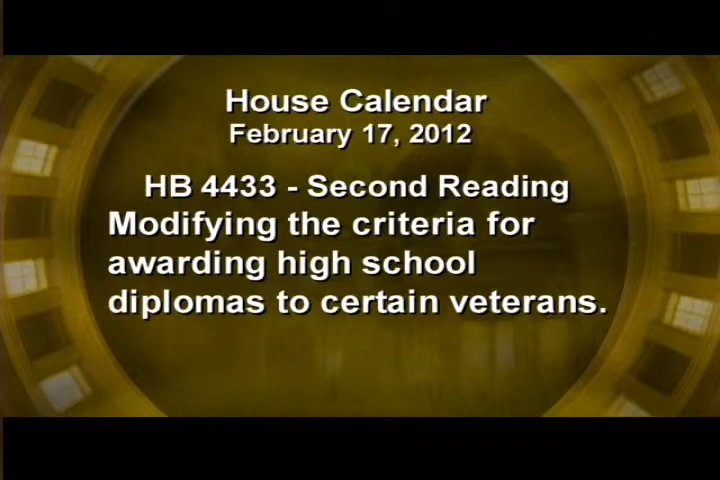 House Calendar
February 17, 2012
HB 4433 - Second Reading
Modifying the criteria for
awarding high school
diplomas to certain veterans.